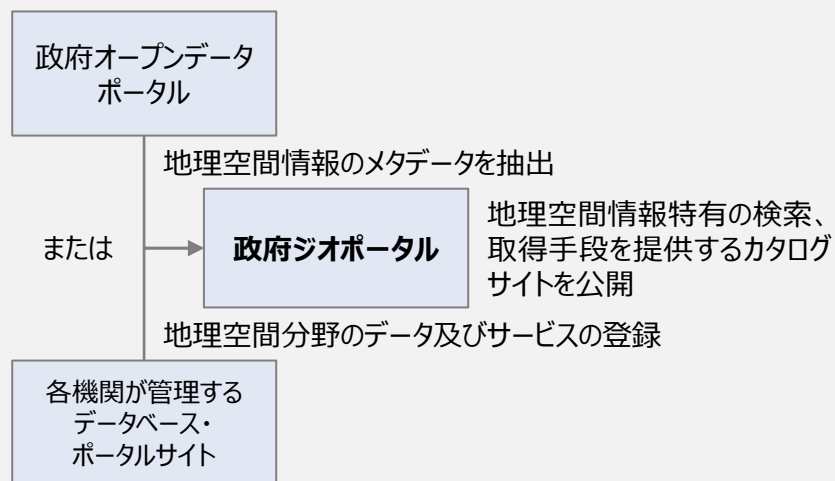 政府オープンデータ
ポータル
地理空間情報のメタデータを抽出
または
政府ジオポータル
地理空間情報特有の検索、
取得手段を提供するカタログ
サイトを公開
地理空間分野のデータ及びサービスの登録
各機関が管理する
データベース・
ポータルサイト